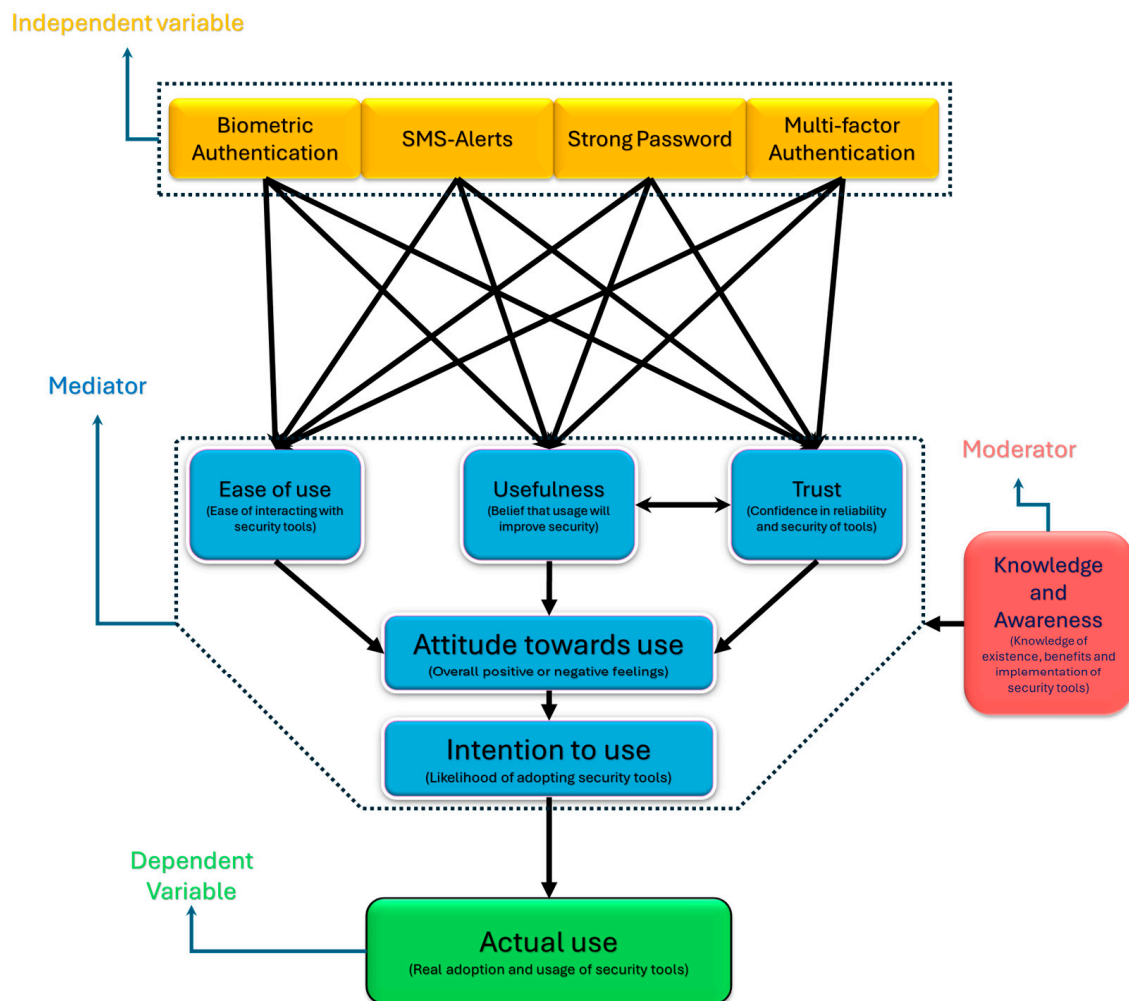 Independent variable
Biometric
Authentication
SMS-Alerts
Strong Password
Multi-factor
Authentication
Mediator
Moderator
Ease of use
(Ease of interacting with
security tools)
Usefulness
(Belief that usage will
improve security)
Trust
(Confidence in reliability
and security of tools)
Knowledge
and
Awareness
(Knowledge of
existence, benefits and
implementation of
security tools)
Attitude towards use
(Overall positive or negative feelings)
Intention to use
(Likelihood of adopting security tools)
Dependent
Variable
Actual use
(Real adoption and usage of security tools)